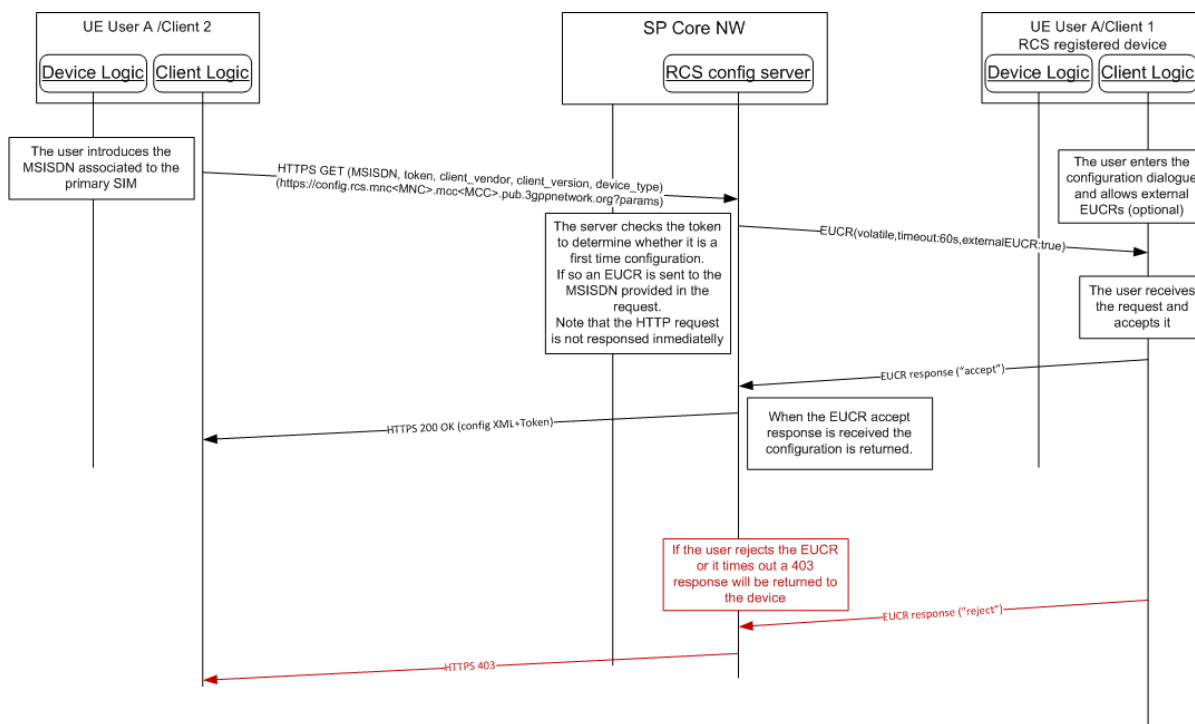 UE User A /Client 2
Device Logic
Client Logic
SP Core NW
RCS config server
UE User A/Client 1
RCS registered device
Device Logic
Client Logic
The user introduces the
MSISDN associated to the
primary SIM
HTTPS GET (MSISDN, token, client_vendor, client_version, device_type)
(https://config.rcs.mnc<MNC>.mcc<MCC>.pub.3gppnetwork.org?params)
The user enters the
configuration dialogue
and allows external
EUCRs (optional)
The server checks the token
to determine whether it is a
first time configuration.
If so an EUCR is sent to the
MSISDN provided in the
request.
Note that the HTTP request
is not responsed inmediatelly
EUCR(volatile,timeout:60s,externalEUCR:true)
The user receives
the request and
accepts it
EUCR response (“accept”)
HTTPS 200 OK (config XML+Token)
When the EUCR accept
response is received the
configuration is returned.
If the user rejects the EUCR
or it times out a 403
response will be returned to
the device
EUCR response (“reject”)
HTTPS 403